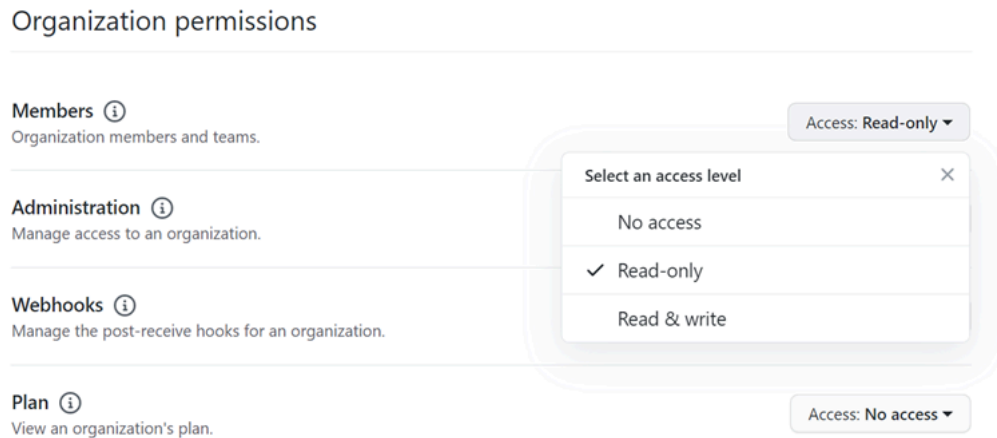 Organization permissions
Members
Organization members and teams.
Access: Read-only
Select an access level
No access
Read-only
Read & write
Administration
Manage access to an organization.
Webhooks
Manage the post-receive hooks for an organization.
Plan
View an organization's plan.
Access: No access